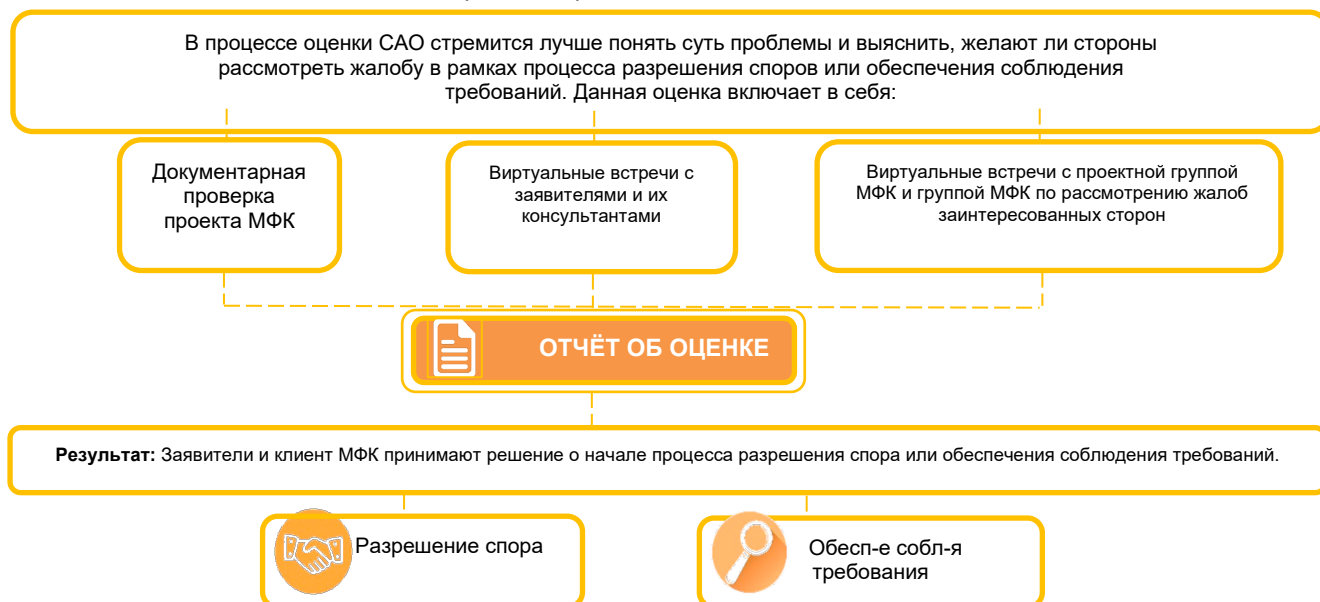 В процессе оценки САО стремится лучше понять суть проблемы и выяснить, желают ли стороны
рассмотреть жалобу в рамках процесса разрешения споров или обеспечения соблюдения
требований. Данная оценка включает в себя:
Документарная
проверка
проекта МФК
Виртуальные встречи с
заявителями и их
консультантами
Виртуальные встречи с проектной группой
МФК и группой МФК по рассмотрению жалоб
заинтересованных сторон
ОТЧЁТ ОБ ОЦЕНКЕ
Результат: Заявители и клиент МФК принимают решение о начале процесса разрешения спора или обеспечения соблюдения требований.
Разрешение спора
Обесп-е собл-я
требования